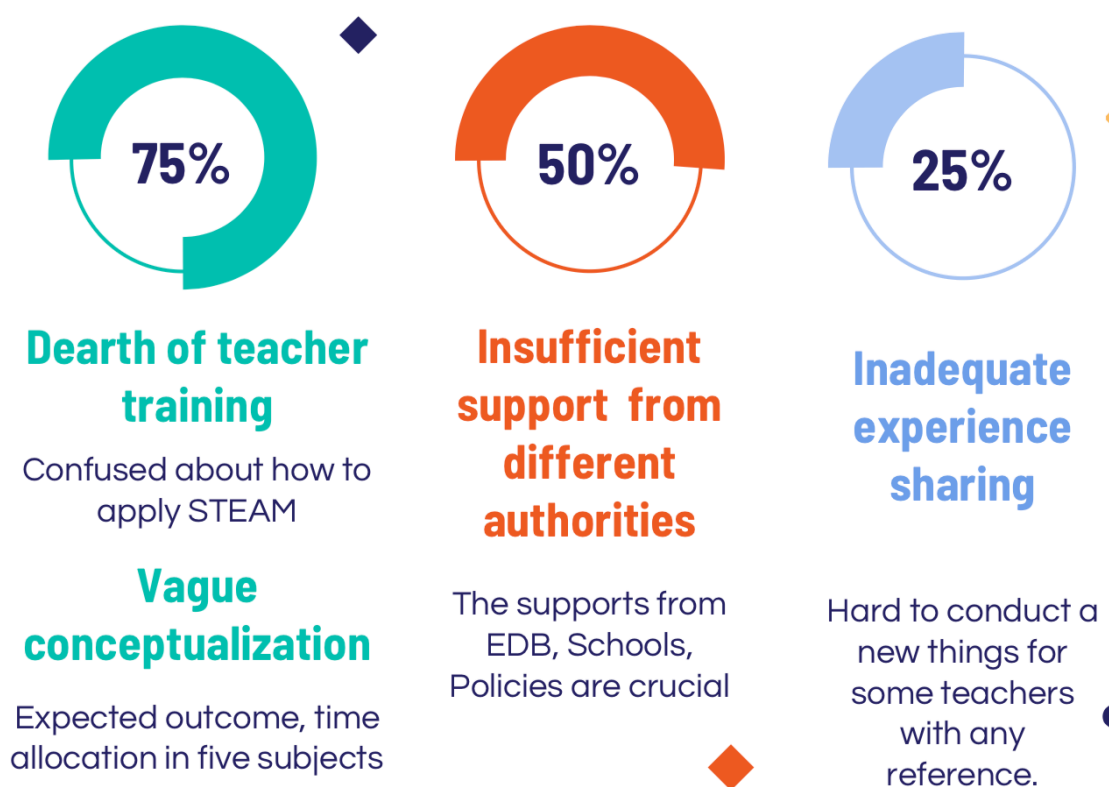 75%
Dearth of teacher
training
Confused about how to
apply STEAM
Vague
conceptualization
Expected outcome, time
allocation in five subjects
50%
Insufficient
support from
different
authorities
The supports from
EDB, Schools,
Policies are crucial
25%
Inadequate
experience
sharing
Hard to conduct a
new things for
some teachers
with any
reference.